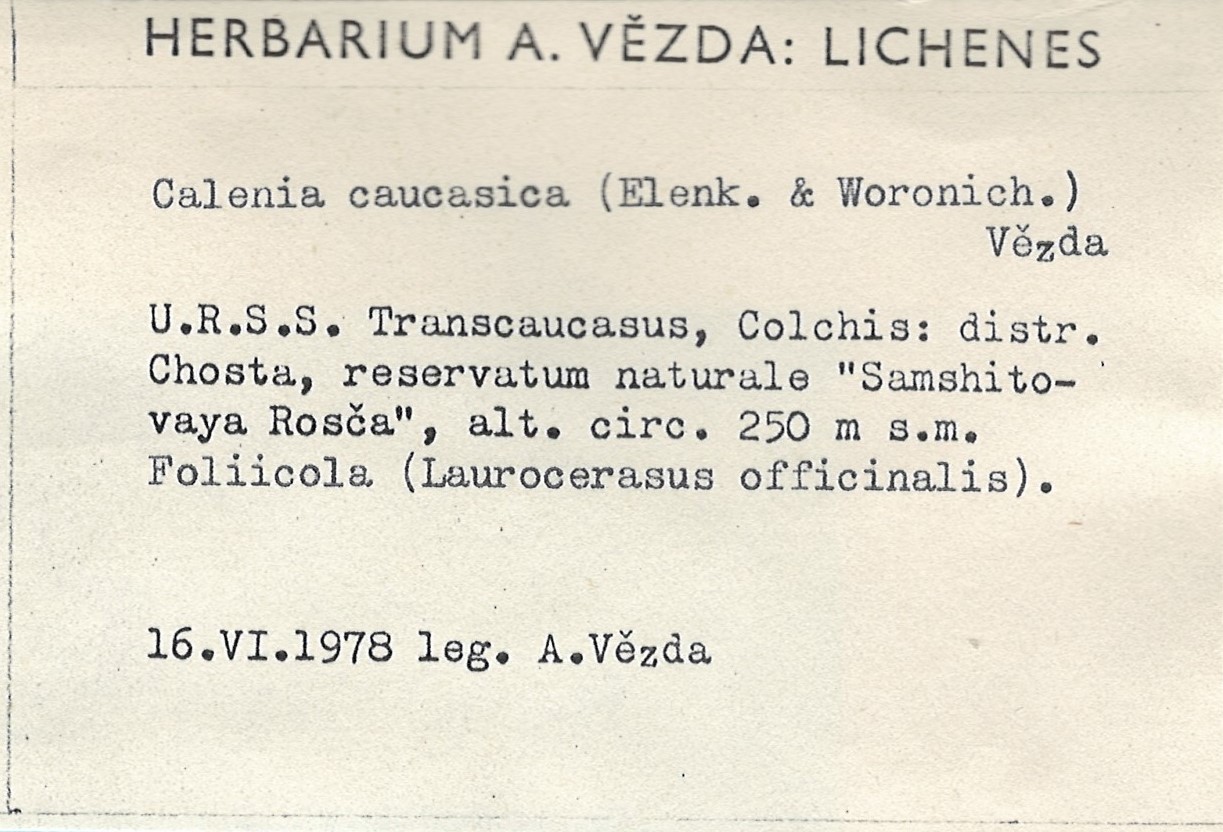 HERBARIUM A. VĚZDA: LICHENES
Calenia caucasica (Elenk. & Woronich.)
Vězda
U.R.S.S. Transcaucasus, Colchis: distr.
Chosta, reservatum naturale "Samshito-
vaya Rosča", alt. circ. 250 m s.m.
Foliicola (Laurocerasus officinalis).
16.VI.1978 leg. A.Vězda